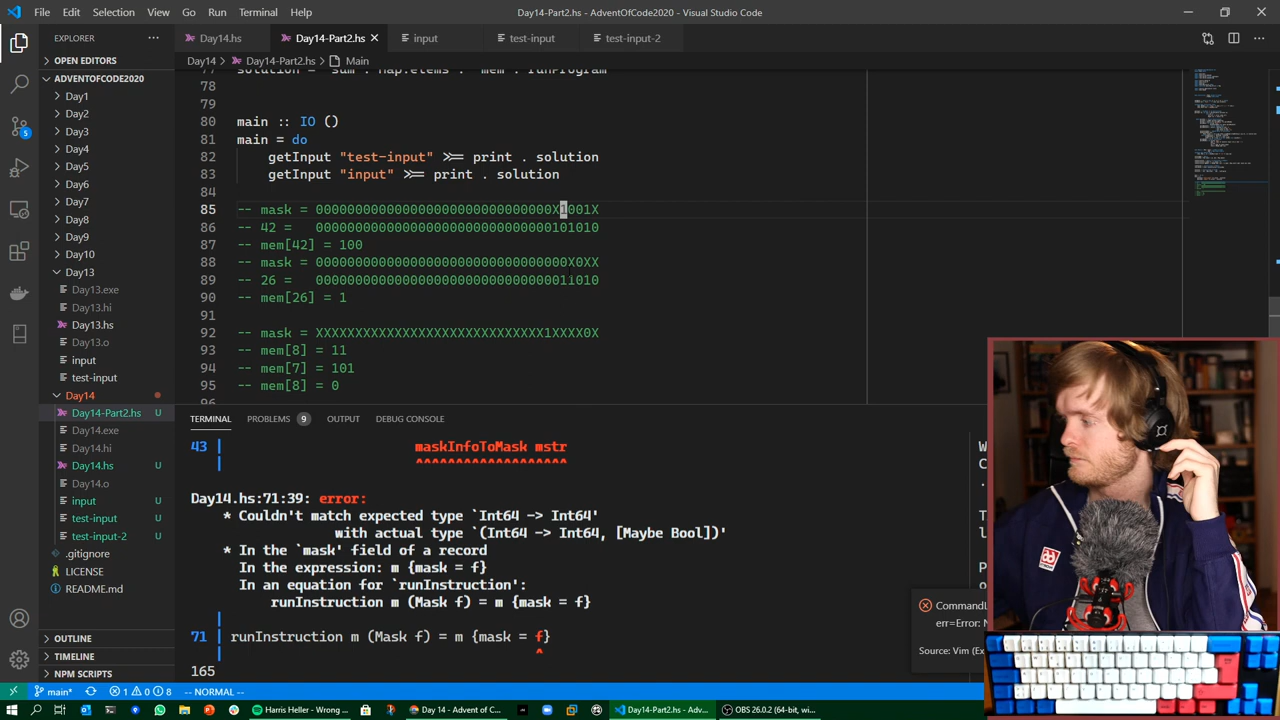 File Edit Selection View Go Run Terminal Help
Day14-Part2.hs - AdventOfCode2020 - Visual Studio Code
EXPLORER
Day14.hs
Day14-Part2.hs
input
test-input
test-input-2
Day14 > Day14-Part2.hs > Main
OPEN EDITORS
ADVENTOFCODE2020
Day1
Day2
Day3
Day4
Day5
Day6
Day7
Day8
Day9
Day10
Day13
Day13.exe
Day13.hi
Day13.hs
Day13.o
input
test-input
Day14
Day14-Part2.hs U
Day14.exe
Day14.hi
Day14.hs U
Day14.o
input U
test-input U
test-input-2 U
.gitignore
LICENSE
README.md
OUTLINE
TIMELINE
NPM SCRIPTS
77 solution = sum . Map.elems . mem . runProgram
78
79
80 main :: IO ()
81 main = do
82 getInput "test-input" >>= print . solution
83 getInput "input" >>= print . solution
84
85 -- mask = 000000000000000000000000000000X1001X
86 -- 42 = 000000000000000000000000000000101010
87 -- mem[42] = 100
88 -- mask = 00000000000000000000000000000000X0XX
89 -- 26 = 000000000000000000000000000000011010
90 -- mem[26] = 1
91
92 -- mask = XXXXXXXXXXXXXXXXXXXXXXXXXXXXX1XXXX0X
93 -- mem[8] = 11
94 -- mem[7] = 101
95 -- mem[8] = 0
96
TERMINAL PROBLEMS 9 OUTPUT DEBUG CONSOLE
43 | maskInfoToMask mstr
| ^^^^^^^^^^^^^^^^^^^
Day14.hs:71:39: error:
* Couldn't match expected type `Int64 -> Int64'
with actual type `(Int64 -> Int64, [Maybe Bool])'
* In the `mask' field of a record
In the expression: m {mask = f}
In an equation for `runInstruction':
runInstruction m (Mask f) = m {mask = f}
|
71 | runInstruction m (Mask f) = m {mask = f}
| ^
165
CommandL
err=Error: N
Source: Vim (Ex
main* 1 0 8 -- NORMAL --
Harris Heller - Wrong ...
Day 14 - Advent of C...
Day14-Part2.hs - Adv...
OBS 26.0.2 (64-bit, w...